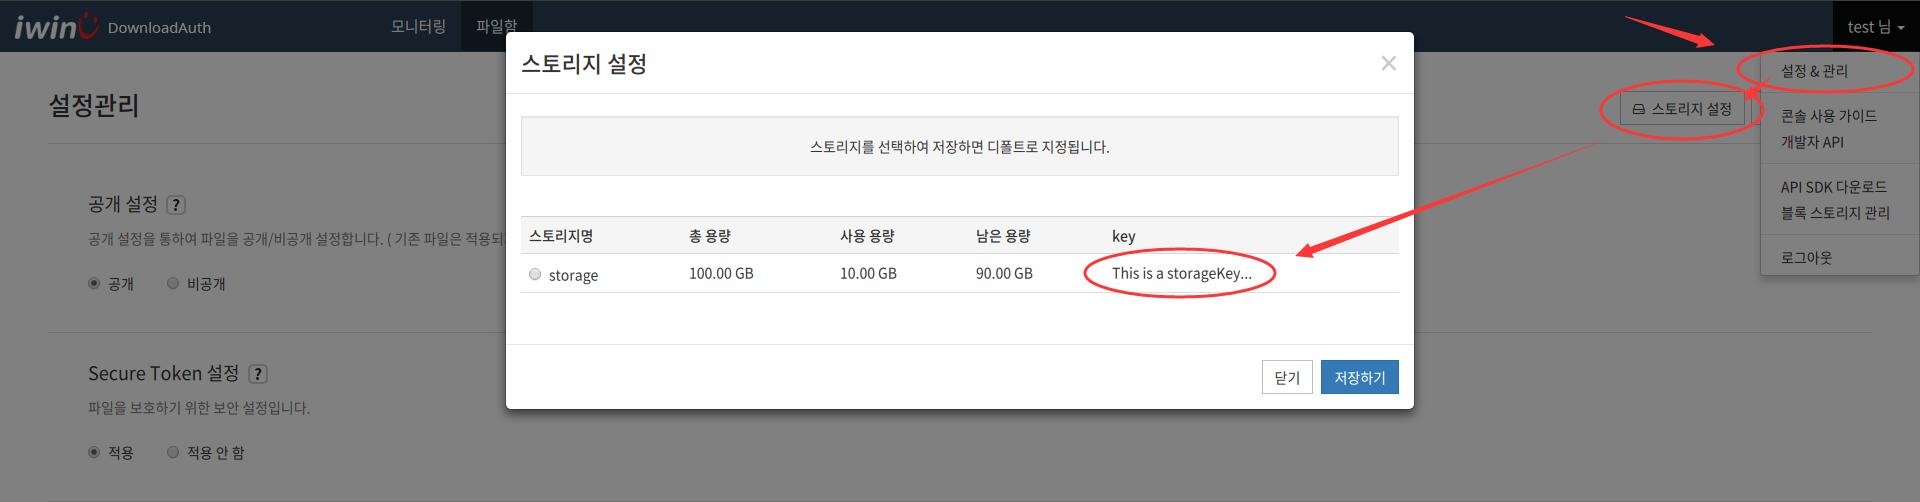 iwin DownloadAuth
모니터링
파일함
test 님
설정 & 관리
콘솔 사용 가이드
개발자 API
API SDK 다운로드
블록 스토리지 관리
로그아웃
설정관리
스토리지 설정
공개 설정 ?
공개 설정을 통하여 파일을 공개/비공개 설정합니다. ( 기존 파일은 적용되
공개
비공개
Secure Token 설정 ?
파일을 보호하기 위한 보안 설정입니다.
적용
적용 안 함
스토리지 설정
×
스토리지를 선택하여 저장하면 디폴트로 지정됩니다.
스토리지명 총 용량 사용 용량 남은 용량 key
storage 100.00 GB 10.00 GB 90.00 GB This is a storageKey...
닫기
저장하기